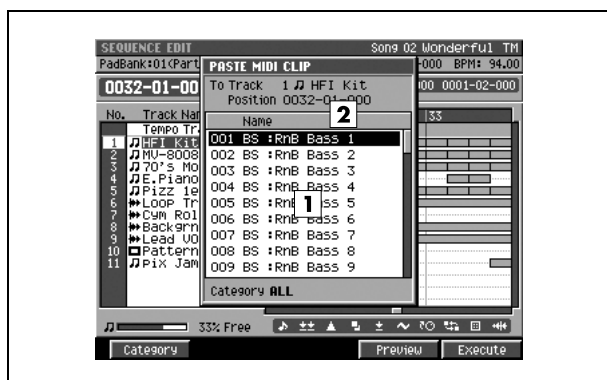 SEQUENCE EDIT Song 02 Wonderful TM
PadBank:01(Part -000 BPM: 94.00
PASTE MIDI CLIP
0032-01-00 000 0001-02-000
To Track 1 HFI Kit
Position 0032-01-000
No. Track Nar 33
Name
2
Tempo Tr
1 HFI Kit
2 MV-8008
3 70's Mo
4 E.Piano
5 Pizz 1e
6 Loop Tr
7 Cym Rol
8 Backgrn
9 Lead VO
10 Pattern
11 Pix Jam
001 BS :RnB Bass 1
002 BS :RnB Bass 2
003 BS :RnB Bass 3
004 BS :RnB Bass 4
005 BS :RnB Bass 5
006 BS :RnB Bass 6
007 BS :RnB Bass 7
008 BS :RnB Bass 8
009 BS :RnB Bass 9
1
Category ALL
33% Free
Category Preview Execute